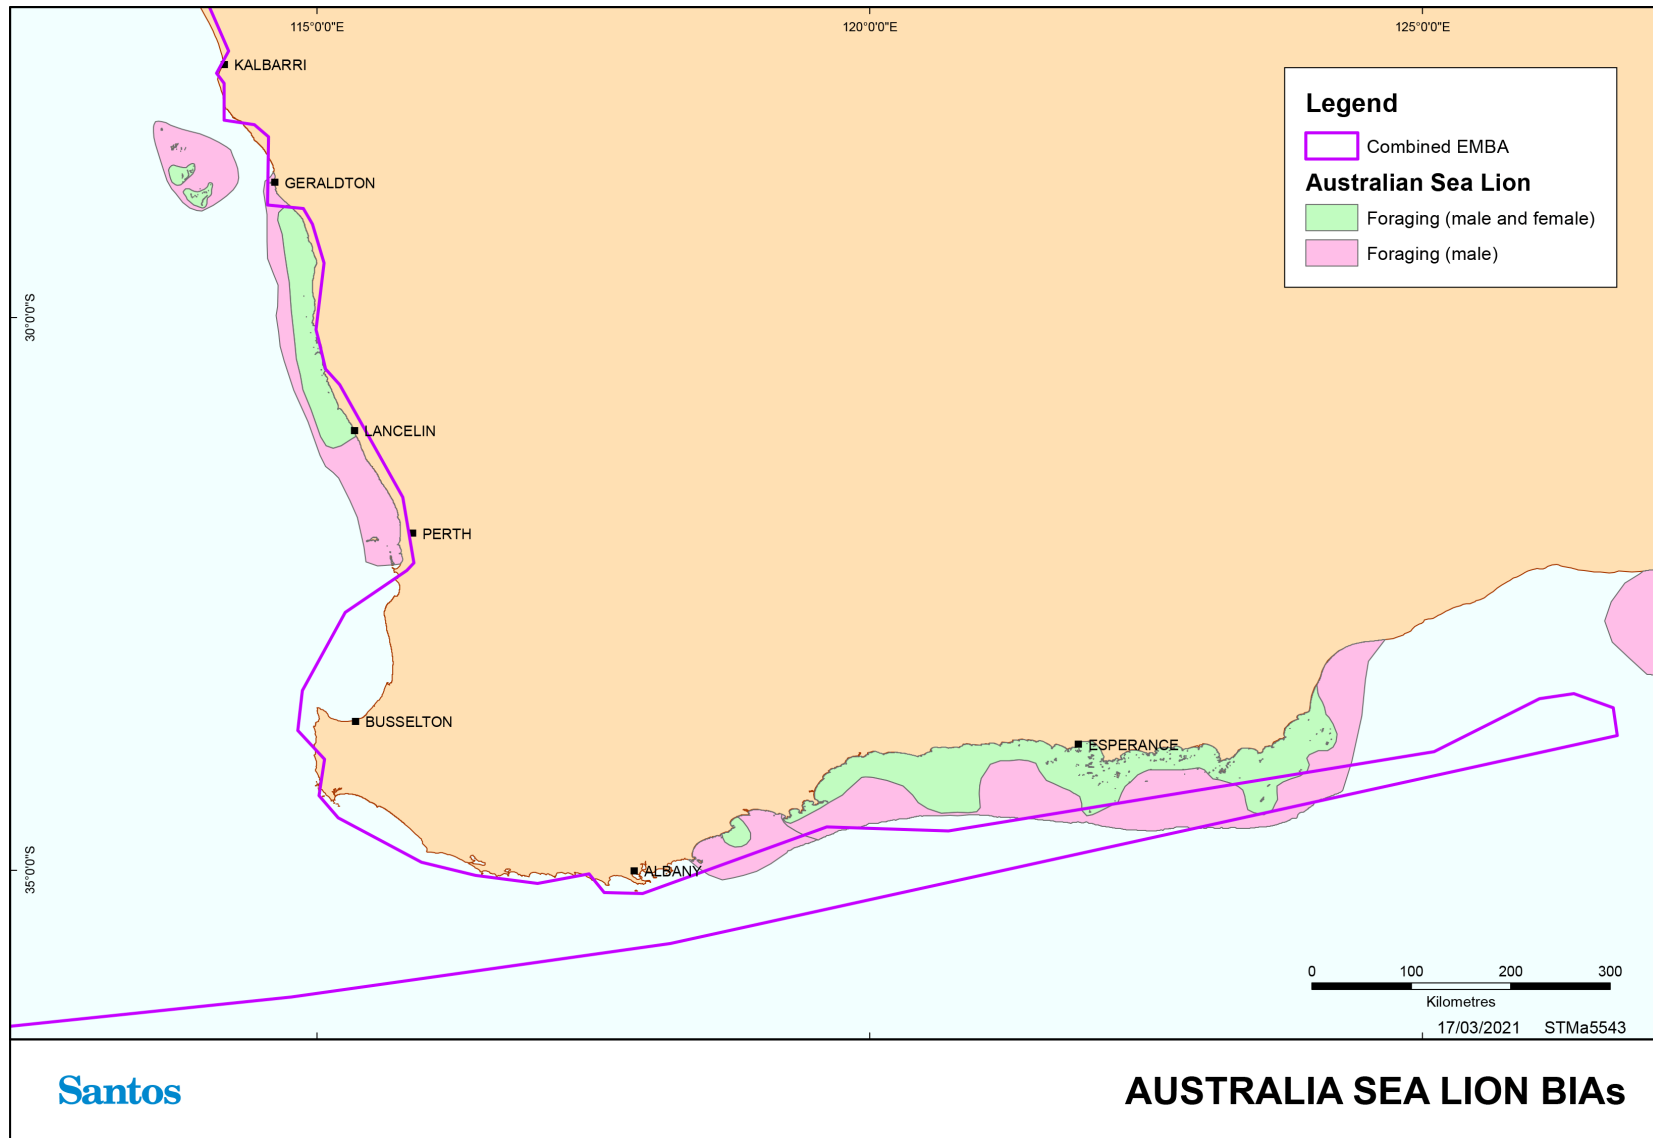 115°0'0"E
120°0'0"E
125°0'0"E
KALBARRI
Legend
Combined EMBA
Australian Sea Lion
Foraging (male and female)
Foraging (male)
GERALDTON
30°0'0"S
LANCELIN
PERTH
BUSSELTON
ESPERANCE
ALBANY
35°0'0"S
0 100 200 300
Kilometres
17/03/2021 STMa5543
Santos
AUSTRALIA SEA LION BIAs